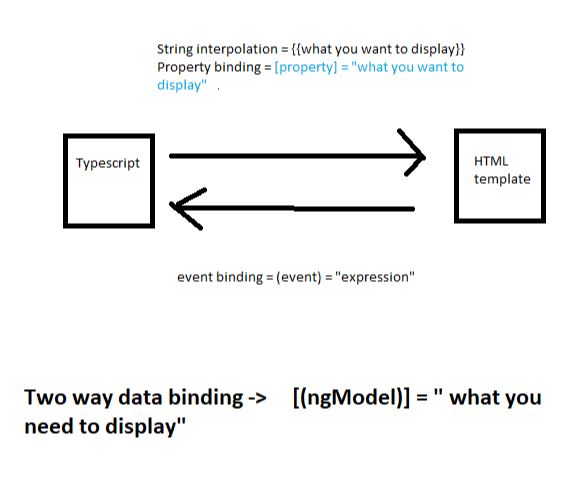 String interpolation = {{what you want to display}}
Property binding = [property] = "what you want to
display"  .
Typescript
HTML
template
event binding = (event) = "expression"
Two way data binding ->    [(ngModel)] = " what you
need to display"